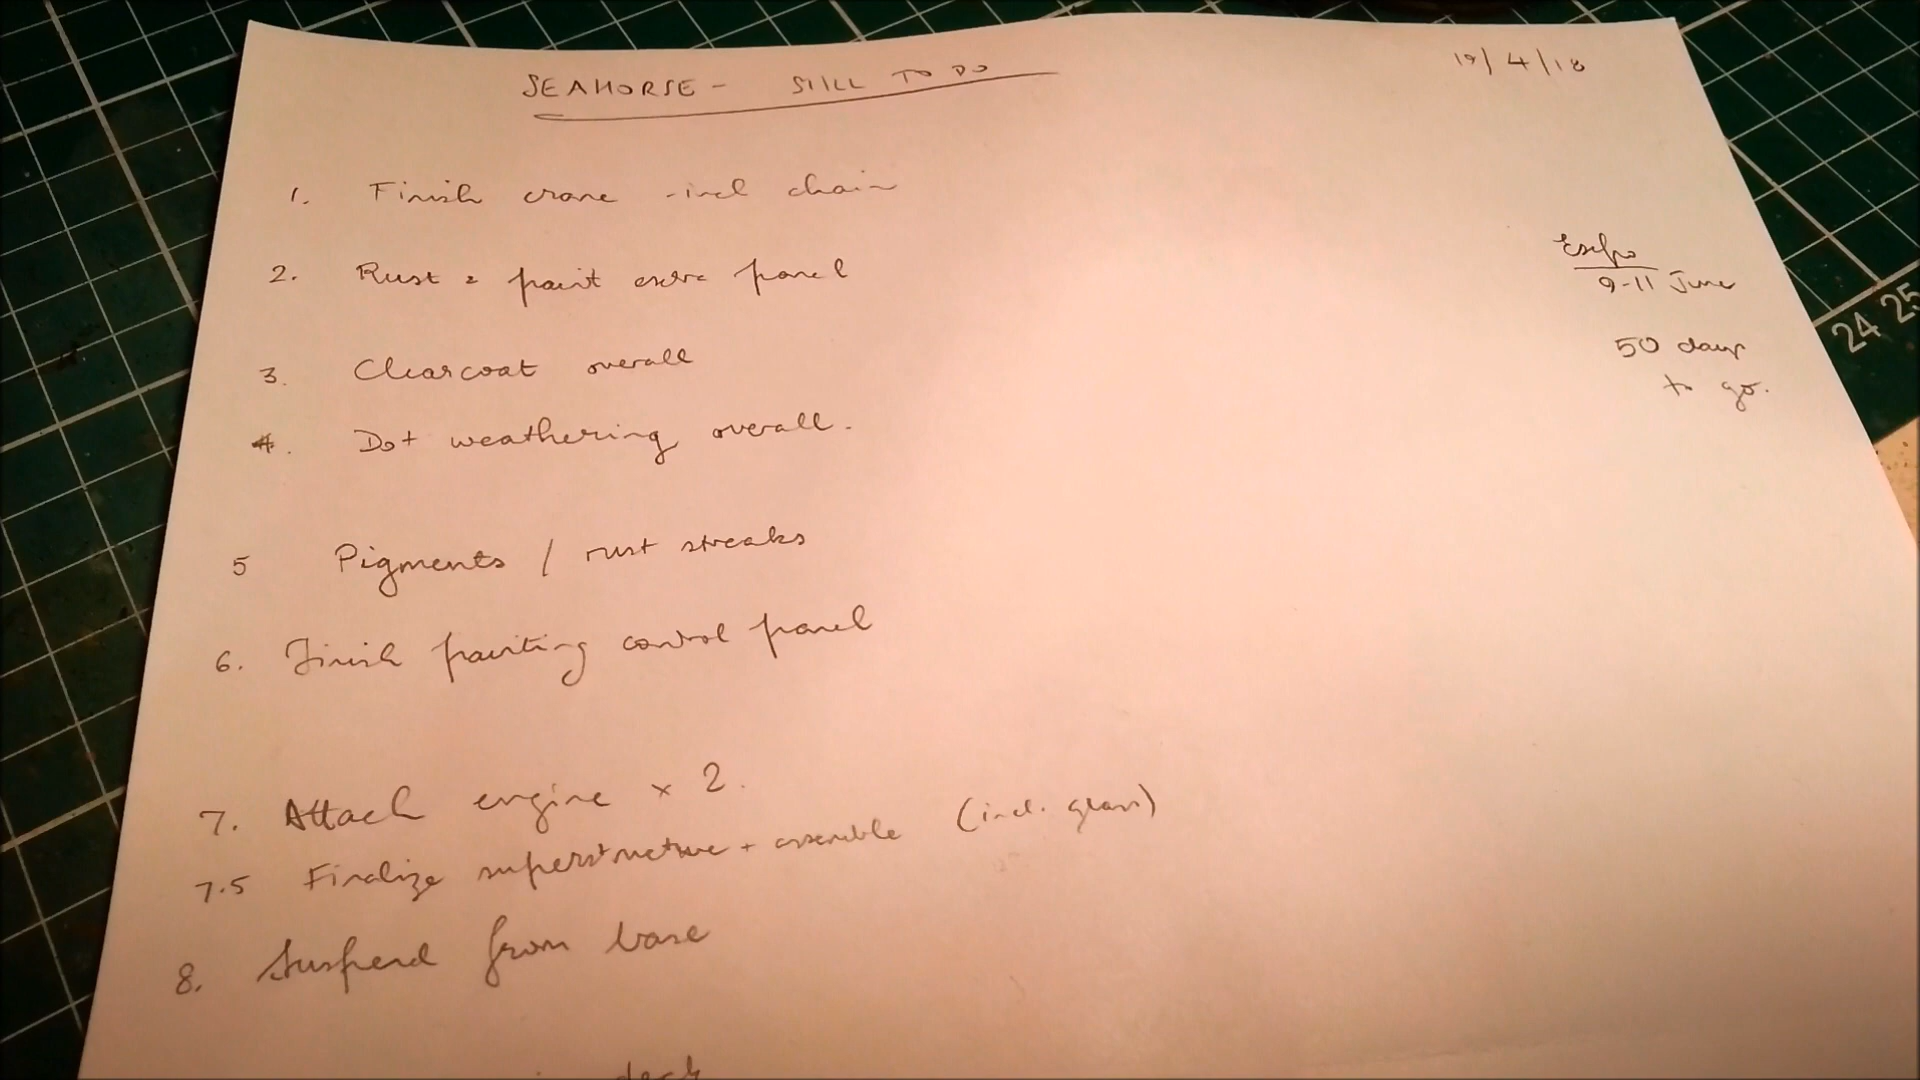 SEAHORSE - STILL TO DO
19/4/18
1. Finish crane - incl chain
2. Rust & paint extra panel
3. Clearcoat overall
4. Dot weathering overall.
5 Pigments / rust streaks
6. Finish painting control panel
7. Attach engine x 2.
7.5 Finalize superstructure + assemble (incl. glass)
8. Suspend from base
deck
Expo
9-11 June
50 days
to go.
24 25